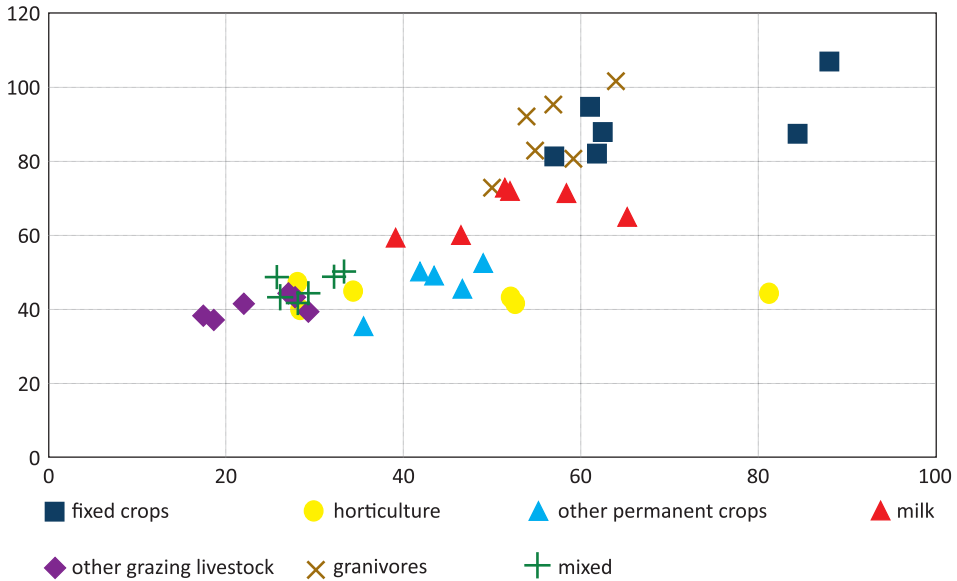 120
100
80
60
40
20
0
0 20 40 60 80 100
fixed crops horticulture other permanent crops milk
other grazing livestock granivores mixed